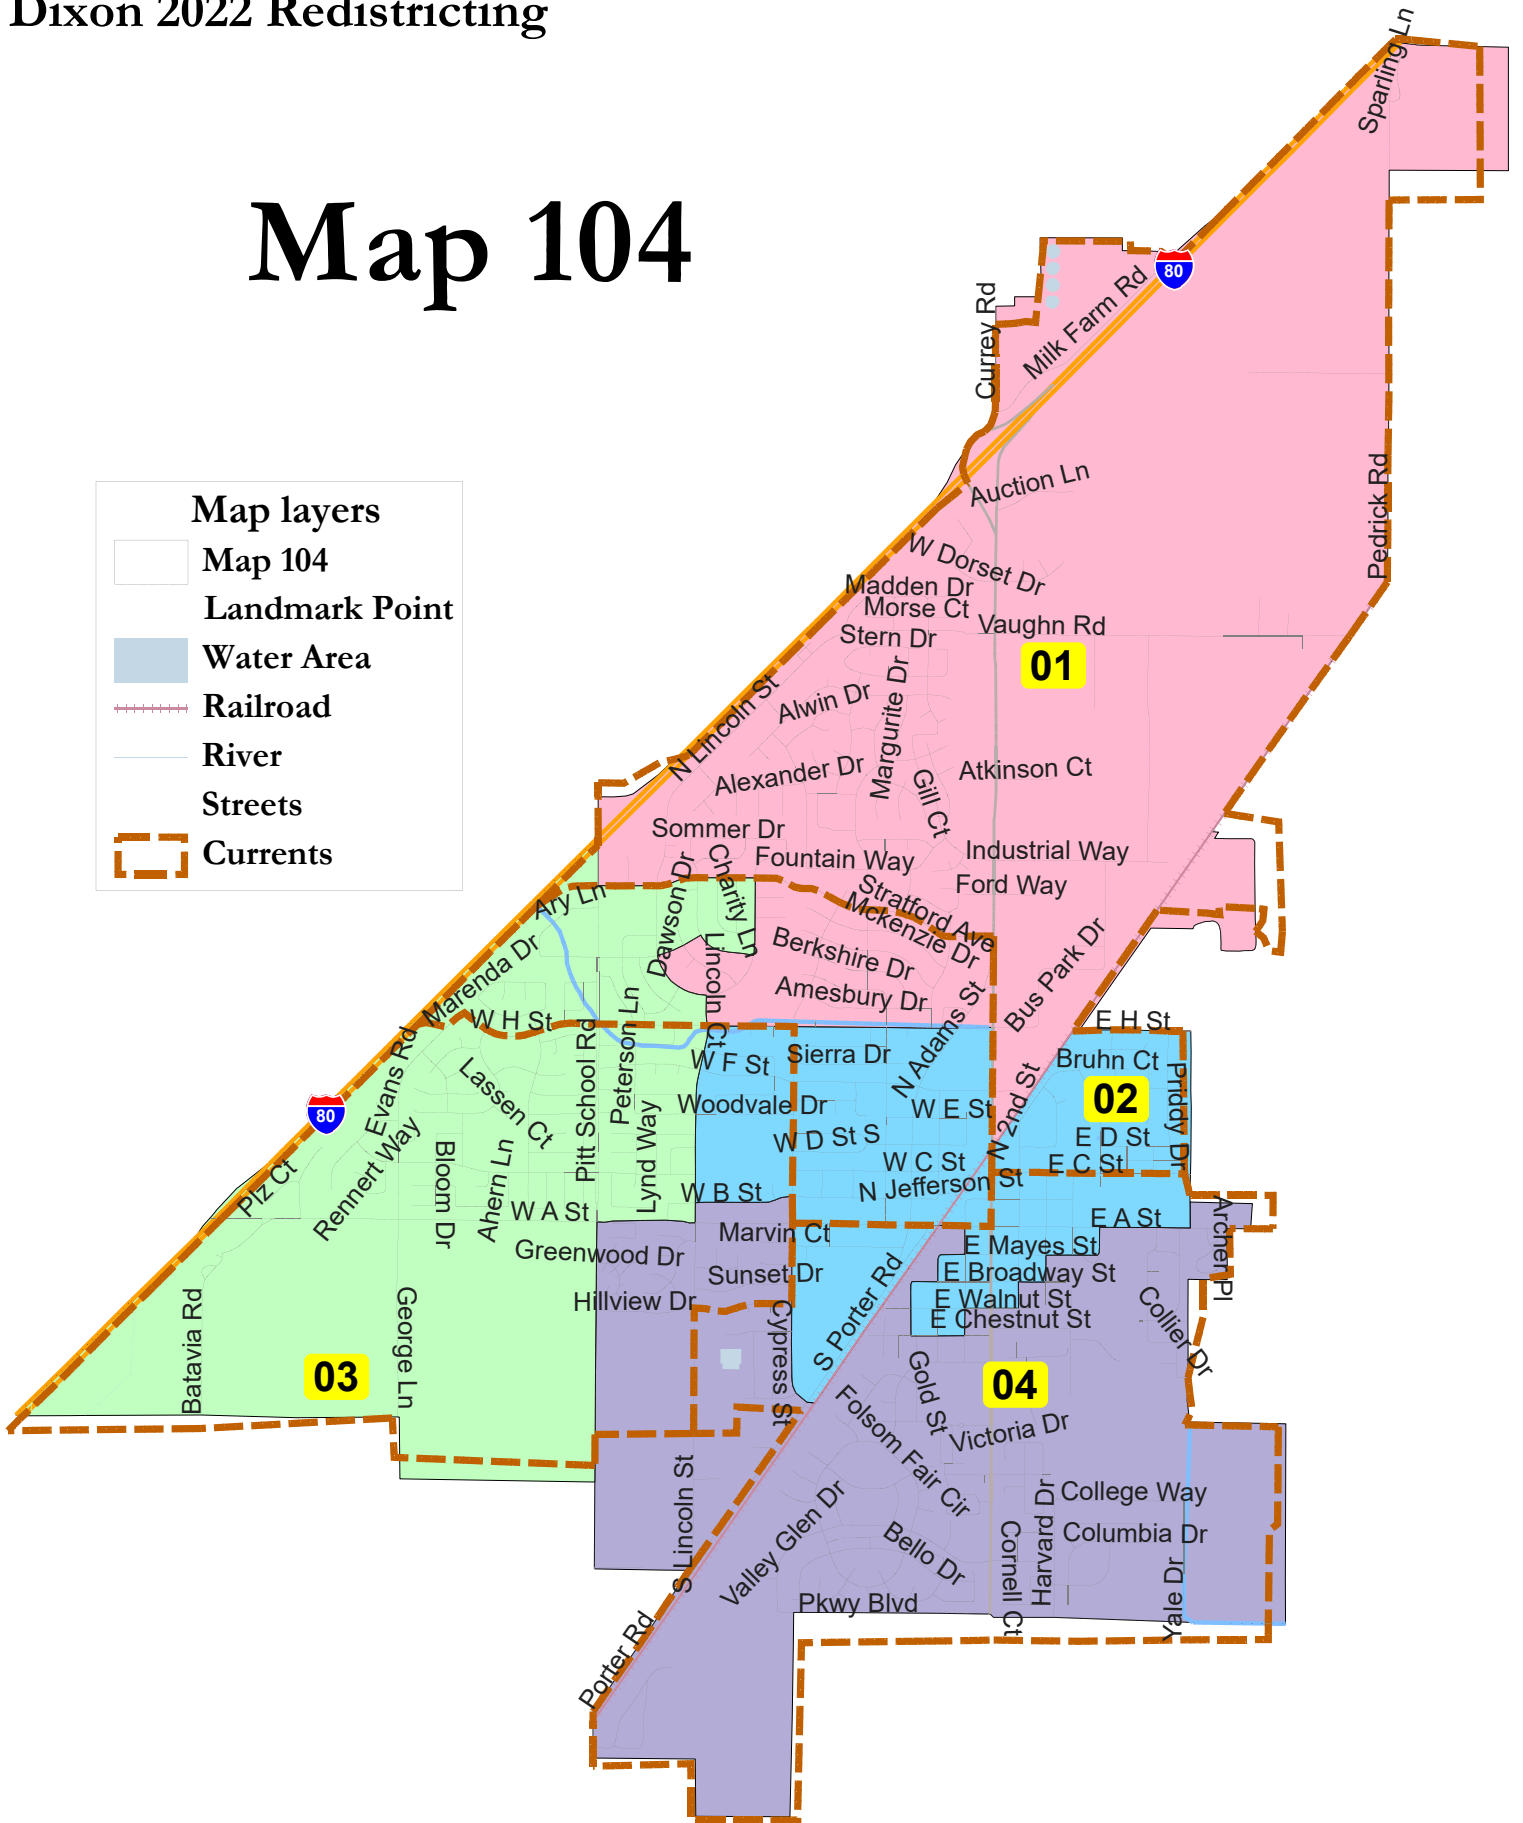 Dixon 2022 Redistricting
Sparling Ln
Map 104
80
Currey Rd
Milk Farm Rd
Pedrick Rd
Auction Ln
Map layers
Map 104
Landmark Point
Water Area
Railroad
River
Streets
Currents
W Dorset Dr
Madden Dr
Morse Ct
Vaughn Rd
Stern Dr
01
N Lincoln St
Alwin Dr
Margurite Dr
Alexander Dr
Gill Ct
Atkinson Ct
Sommer Dr
Fountain Way
Industrial Way
Ford Way
Charity Ln
Dawson Dr
Stratford Ave
Mckenzie Dr
Ary Ln
Berkshire Dr
Bus Park Dr
Marenda Dr
Lincoln Ct
Amesbury Dr
W H St
Peterson Ln
Pitt School Rd
N Adams St
E H St
Evans Rd
Lassen Ct
W F St
Sierra Dr
Bruhn Ct
Priddy Dr
80
Woodvale Dr
W E St
N 2nd St
02
Rennert Way
Bloom Dr
Ahern Ln
Lynd Way
W D St S
E D St
W C St
E C St
Plz Ct
W B St
N Jefferson St
W A St
E A St
Archer Pl
Greenwood Dr
Marvin Ct
E Mayes St
Sunset Dr
E Broadway St
Hillview Dr
E Walnut St
E Chestnut St
Batavia Rd
George Ln
Cypress St
S Porter Rd
Collier Dr
03
04
Gold St
Folsom Fair Cir
Victoria Dr
S Lincoln St
Valley Glen Dr
College Way
Columbia Dr
Bello Dr
Cornell Ct
Harvard Dr
Yale Dr
Pkwy Blvd
Porter Rd